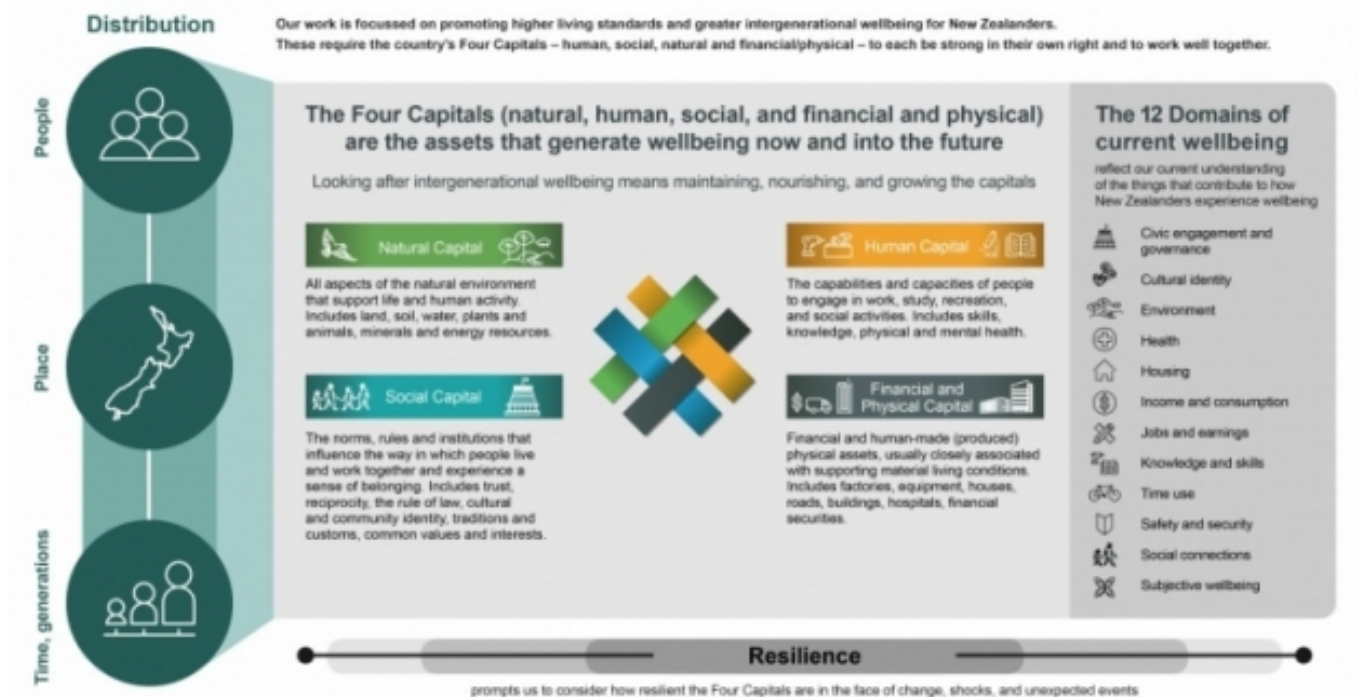 Distribution
People
Place
Time, generations
Our work is focussed on promoting higher living standards and greater intergenerational wellbeing for New Zealanders.
These require the country's Four Capitals – human, social, natural and financial/physical – to each be strong in their own right and to work well together.
The Four Capitals (natural, human, social, and financial and physical)
are the assets that generate wellbeing now and into the future
Looking after intergenerational wellbeing means maintaining, nourishing, and growing the capitals
Natural Capital
All aspects of the natural environment
that support life and human activity.
Includes land, soil, water, plants and
animals, minerals and energy resources.
Human Capital
The capabilities and capacities of people
to engage in work, study, recreation,
and social activities. Includes skills,
knowledge, physical and mental health.
Social Capital
The norms, rules and institutions that
influence the way in which people live
and work together and experience a
sense of belonging. Includes trust,
reciprocity, the rule of law, cultural
and community identity, traditions and
customs, common values and interests.
Financial and
Physical Capital
Financial and human-made (produced)
physical assets, usually closely associated
with supporting material living conditions.
Includes factories, equipment, houses,
roads, buildings, hospitals, financial
securities.
The 12 Domains of
current wellbeing
reflect our current understanding
of the things that contribute to how
New Zealanders experience wellbeing
Civic engagement and
governance
Cultural identity
Environment
Health
Housing
Income and consumption
Jobs and earnings
Knowledge and skills
Time use
Safety and security
Social connections
Subjective wellbeing
Resilience
prompts us to consider how resilient the Four Capitals are in the face of change, shocks, and unexpected events